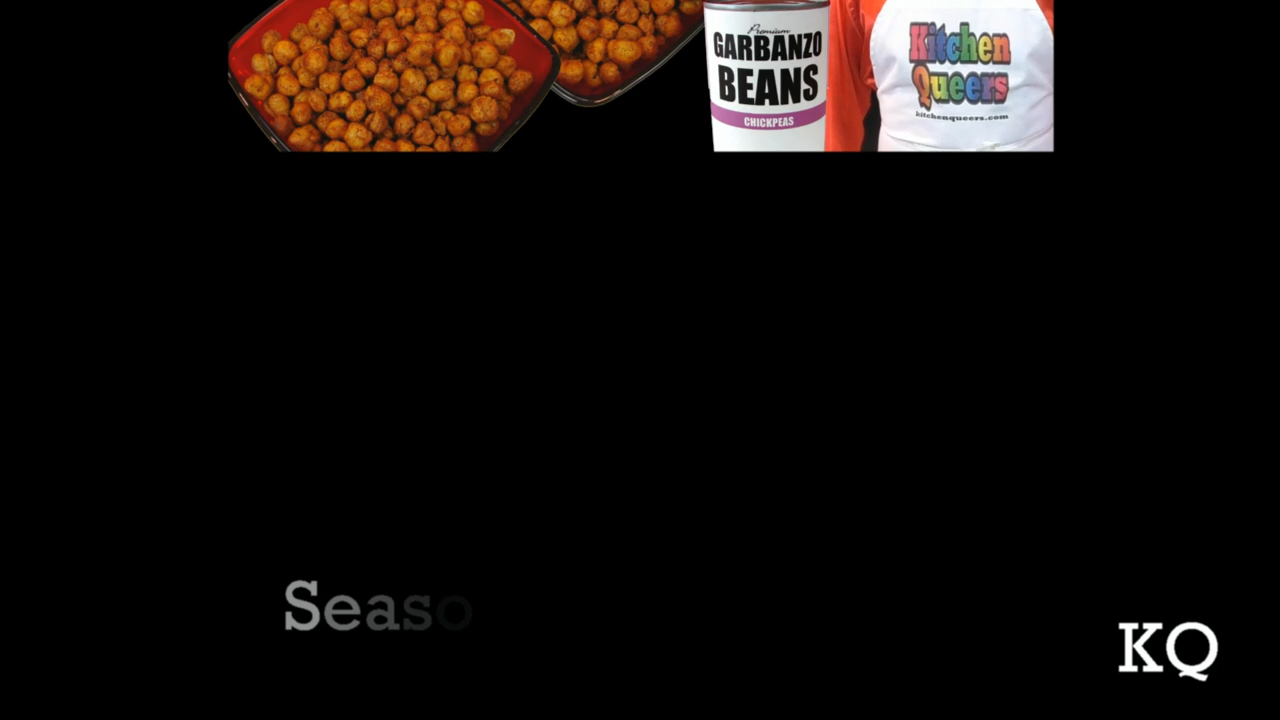 Premium
GARBANZO
BEANS
CHICKPEAS
Kitchen
Queers
kitchenqueers.com
Seaso
KQ